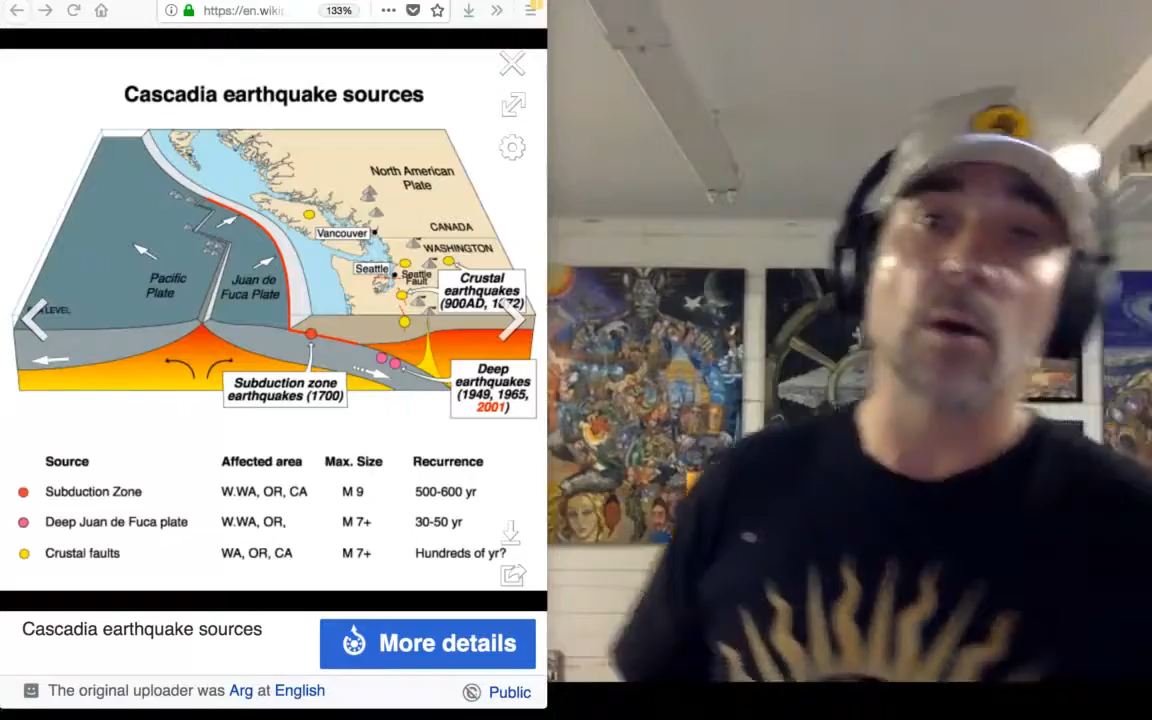 https://en.wiki
133%
Cascadia earthquake sources
North American
Plate
CANADA
Vancouver
WASHINGTON
Seattle
Seattle
Fault
Pacific
Plate
Juan de
Fuca Plate
Crustal
earthquakes
(900AD, 1872)
LEVEL
Subduction zone
earthquakes (1700)
Deep
earthquakes
(1949, 1965,
2001)
Source Affected area Max. Size Recurrence
Subduction Zone W.WA, OR, CA M 9 500-600 yr
Deep Juan de Fuca plate W.WA, OR, M 7+ 30-50 yr
Crustal faults WA, OR, CA M 7+ Hundreds of yr?
Cascadia earthquake sources
More details
The original uploader was Arg at English
Public